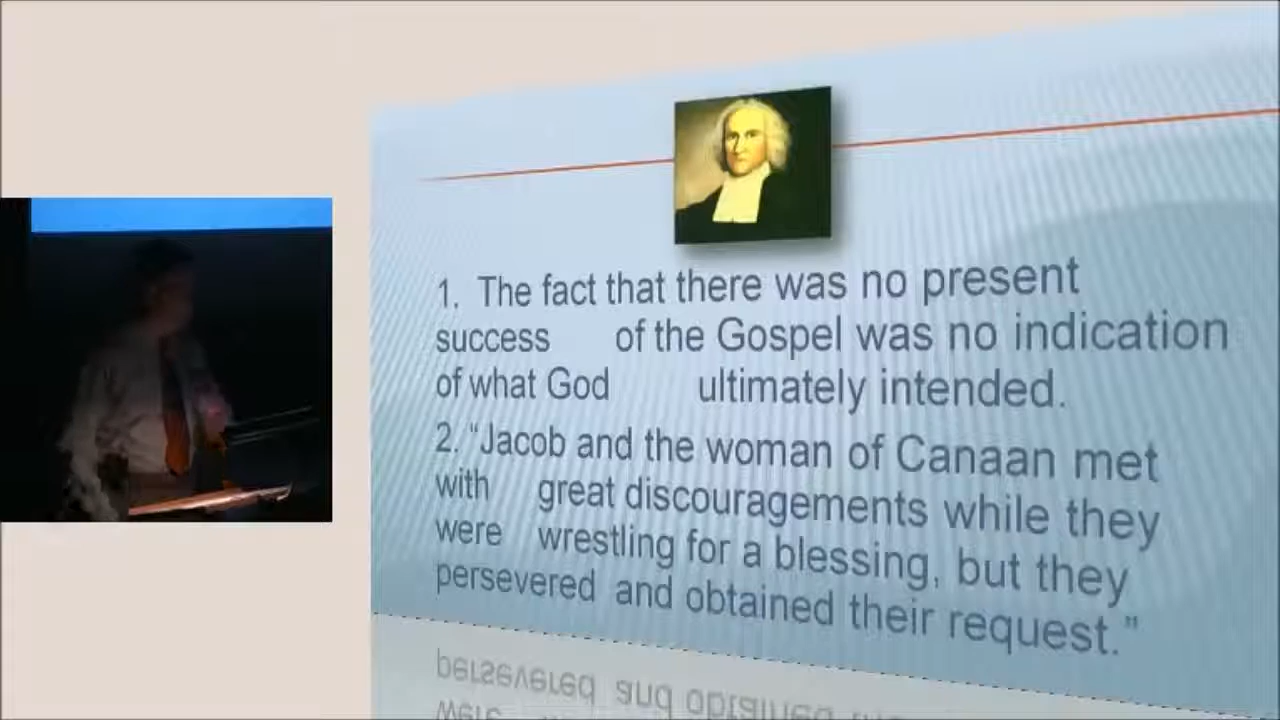 1. The fact that there was no present
success of the Gospel was no indication
of what God ultimately intended.
2. “Jacob and the woman of Canaan met
with great discouragements while they
were wrestling for a blessing, but they
persevered and obtained their request.”